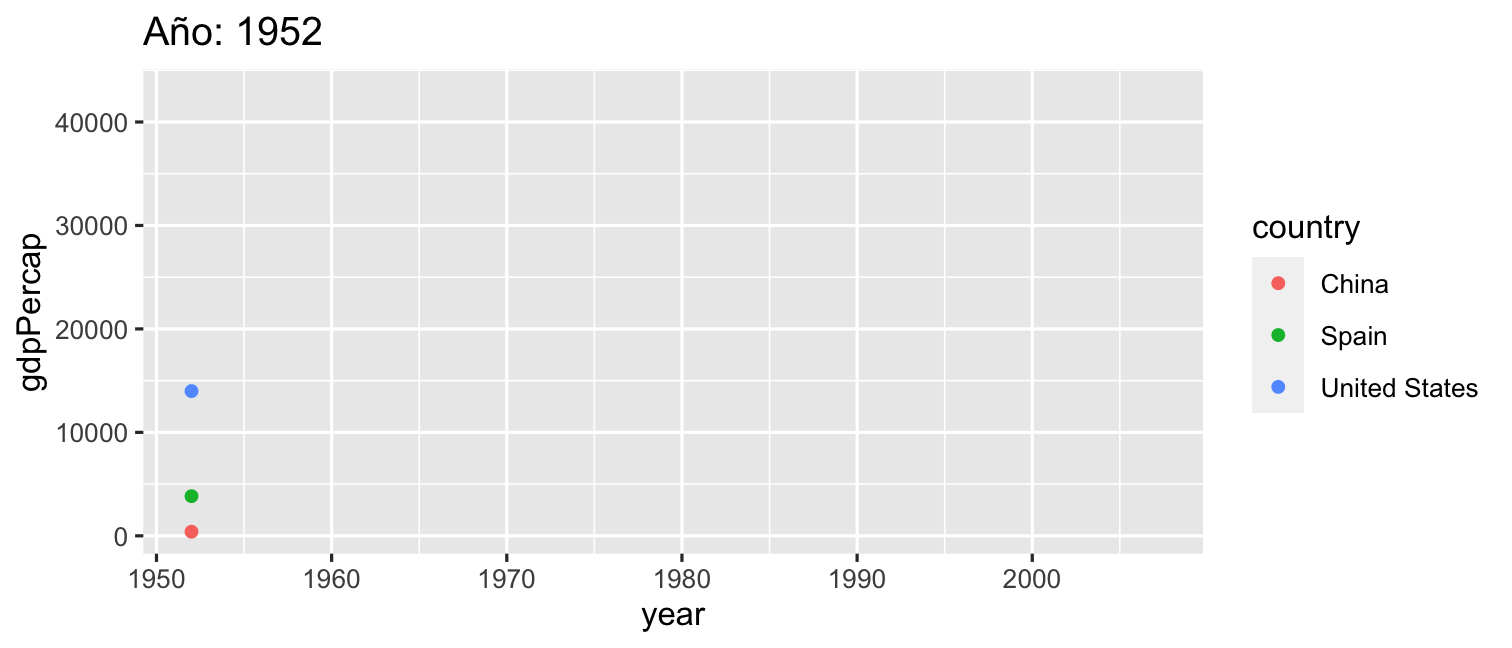 Año: 1952
gdpPercap
40000
30000
20000
10000
0
1950 1960 1970 1980 1990 2000
year
country
China
Spain
United States